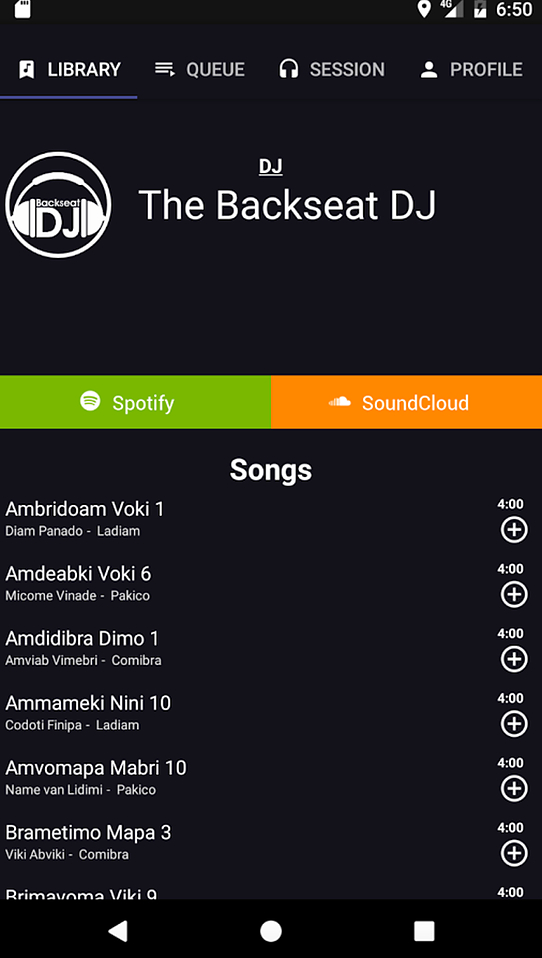 4G 6:50
LIBRARY QUEUE SESSION PROFILE
DJ
The Backseat DJ
Backseat
DJ
Spotify SoundCloud
Songs
Ambridoam Voki 1 4:00
Diam Panado - Ladiam
Amdeabki Voki 6 4:00
Micome Vinade - Pakico
Amdidibra Dimo 1 4:00
Amviab Vimebri - Comibra
Ammameki Nini 10 4:00
Codoti Finipa - Ladiam
Amvomapa Mabri 10 4:00
Name van Lidimi - Pakico
Brametimo Mapa 3 4:00
Viki Abviki - Comibra
Brimavoma Viki 9 4:00